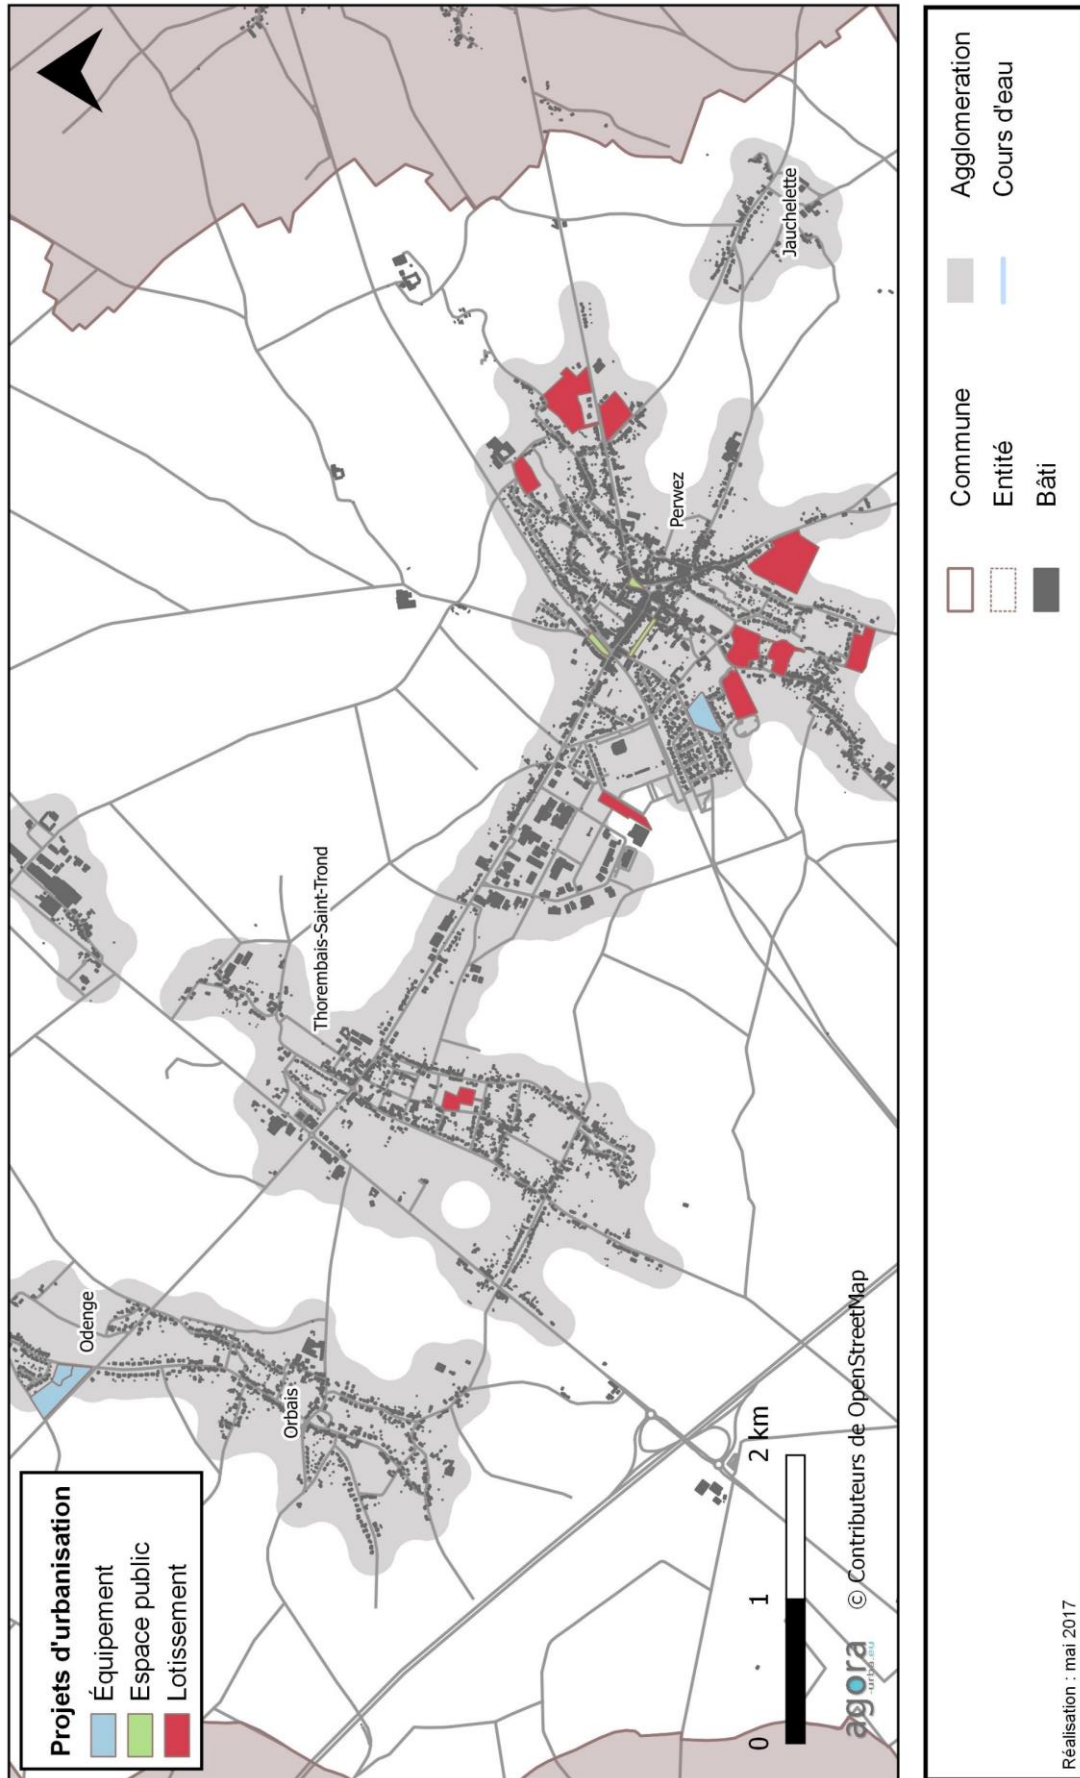 Projets d'urbanisation
Équipement
Espace public
Lotissement
Odenge
Orbais
Thorembais-Saint-Trond
Perwez
Jauchelette
0 1 2 km
agora
-urba.eu
© Contributeurs de OpenStreetMap
Commune
Entité
Bâti
Agglomeration
Cours d'eau
Réalisation : mai 2017